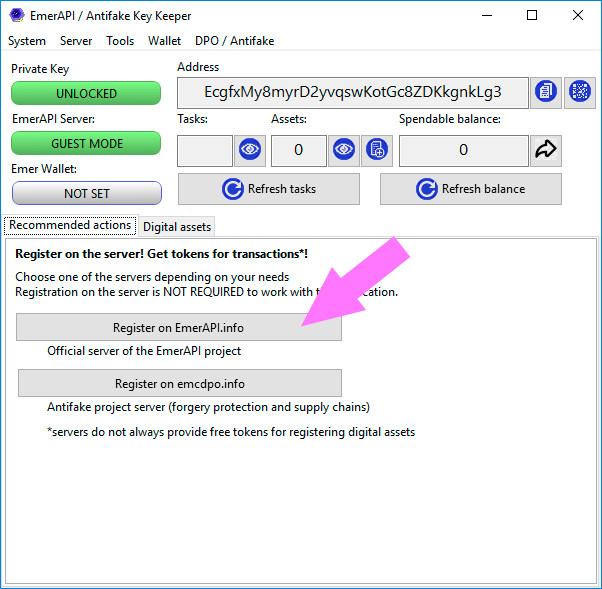 EmerAPI / Antifake Key Keeper
System Server Tools Wallet DPO / Antifake
Private Key
Address
UNLOCKED
EcgfxMy8myrD2yvqswKotGc8ZDKkgnkLg3
EmerAPI Server:
Tasks:
Assets:
Spendable balance:
GUEST MODE
0
0
Emer Wallet:
NOT SET
Refresh tasks
Refresh balance
Recommended actions
Digital assets
Register on the server! Get tokens for transactions*!
Choose one of the servers depending on your needs
Registration on the server is NOT REQUIRED to work with cation.
Register on EmerAPI.info
Official server of the EmerAPI project
Register on emcdpo.info
Antifake project server (forgery protection and supply chains)
*servers do not always provide free tokens for registering digital assets